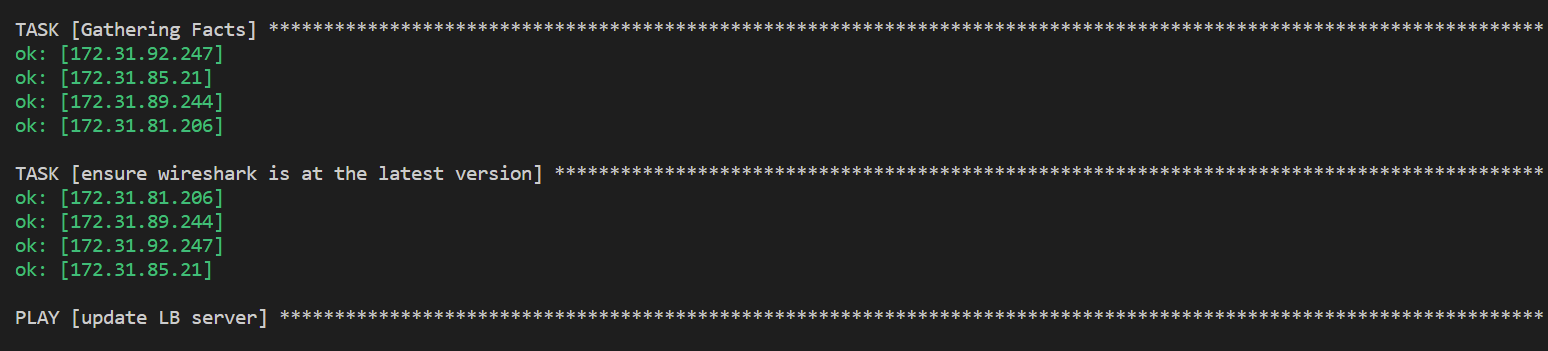 TASK [Gathering Facts] *********************************************************************************************************************
ok: [172.31.92.247]
ok: [172.31.85.21]
ok: [172.31.89.244]
ok: [172.31.81.206]
TASK [ensure wireshark is at the latest version] *******************************************************************************************
ok: [172.31.81.206]
ok: [172.31.89.244]
ok: [172.31.92.247]
ok: [172.31.85.21]
PLAY [update LB server] ********************************************************************************************************************